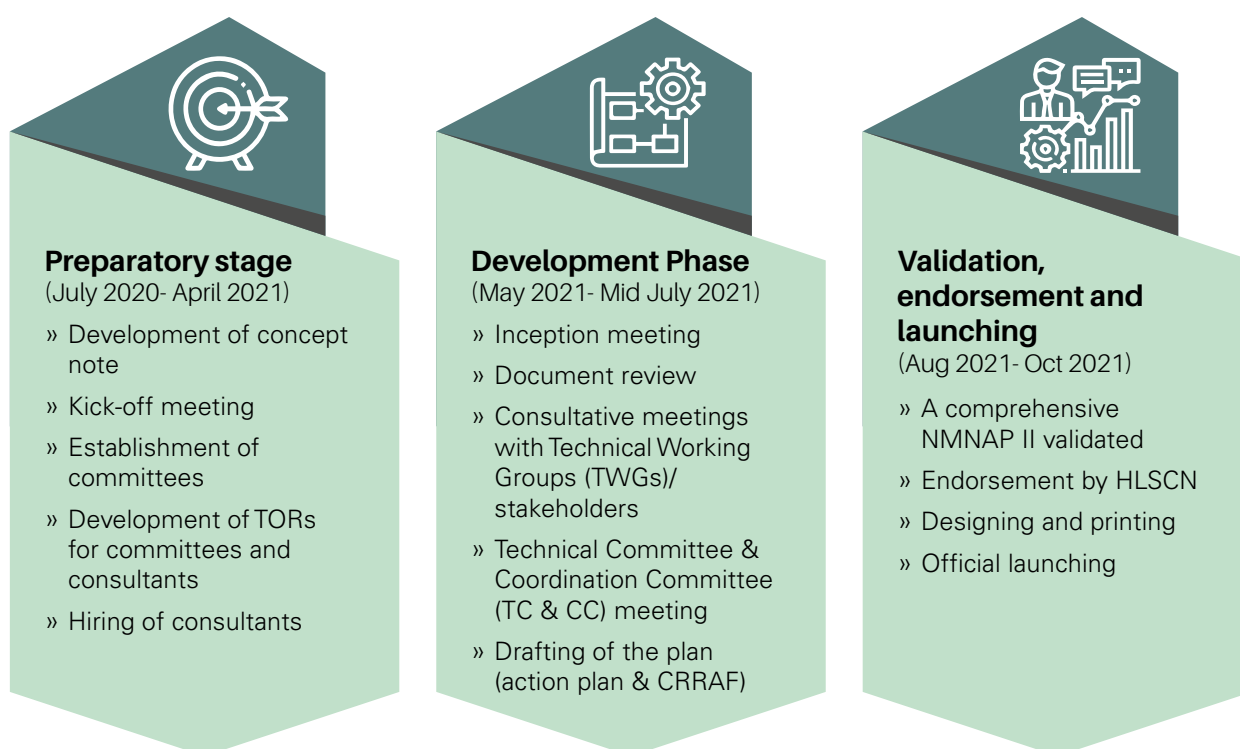 Preparatory stage
(July 2020- April 2021)
» Development of concept
note
» Kick-off meeting
» Establishment of
committees
» Development of TORs
for committees and
consultants
» Hiring of consultants
Development Phase
(May 2021- Mid July 2021)
» Inception meeting
» Document review
» Consultative meetings
with Technical Working
Groups (TWGs)/
stakeholders
» Technical Committee &
Coordination Committee
(TC & CC) meeting
» Drafting of the plan
(action plan & CRRAF)
Validation,
endorsement and
launching
(Aug 2021- Oct 2021)
» A comprehensive
NMNAP II validated
» Endorsement by HLSCN
» Designing and printing
» Official launching